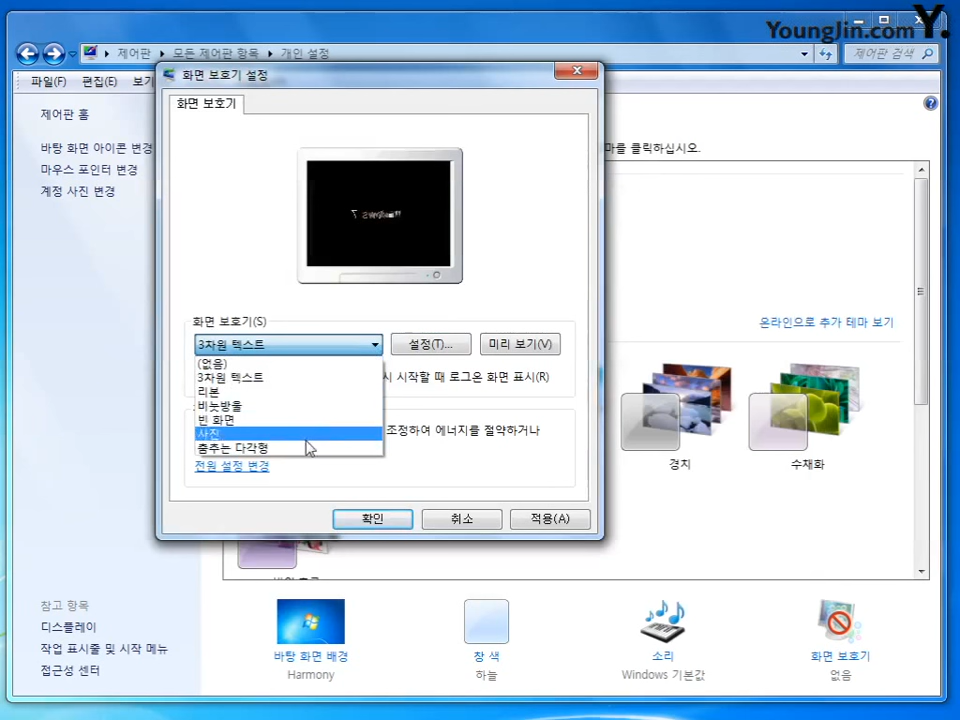 YoungJin.com Y.
제어판 ▸ 모든 제어판 항목 ▸ 개인 설정
제어판 검색
파일(F) 편집(E) 보기
화면 보호기 설정
화면 보호기
제어판 홈
바탕 화면 아이콘 변경
마우스 포인터 변경
계정 사진 변경
마를 클릭하십시오.
온라인으로 추가 테마 보기
화면 보호기(S)
3차원 텍스트
설정(T)...
미리 보기(V)
(없음)
3차원 텍스트
리본
비눗방울
빈 화면
사진
춤추는 다각형
시 시작할 때 로그온 화면 표시(R)
조정하여 에너지를 절약하거나
전원 설정 변경
확인
취소
적용(A)
경치
수채화
참고 항목
디스플레이
작업 표시줄 및 시작 메뉴
접근성 센터
바탕 화면 배경
Harmony
창 색
하늘
소리
Windows 기본값
화면 보호기
없음